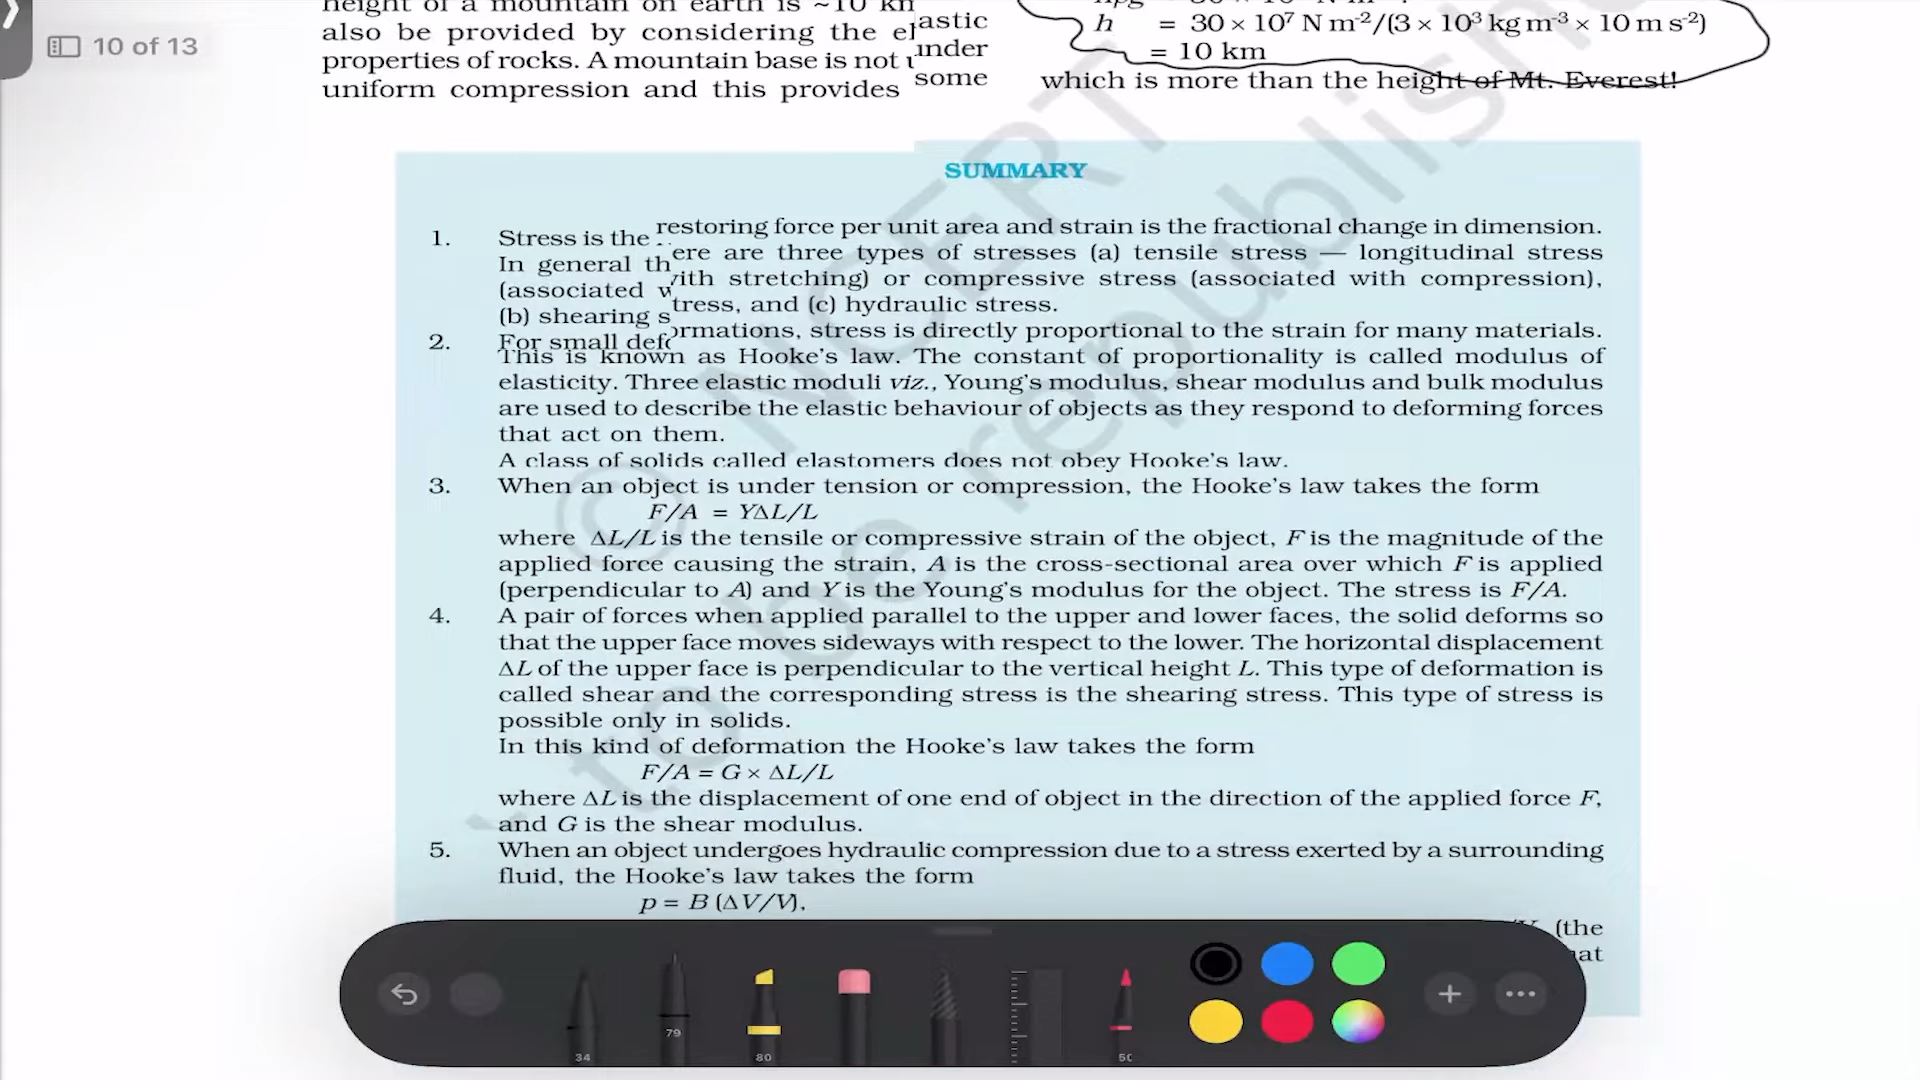 10 of 13
height of a mountain on earth is ~10 km
also be provided by considering the elastic
properties of rocks. A mountain base is not under
uniform compression and this provides some
h = 30 × 10⁷ N m⁻²/(3 × 10³ kg m⁻³ × 10 m s⁻²)
= 10 km
which is more than the height of Mt. Everest!
SUMMARY
1. Stress is the restoring force per unit area and strain is the fractional change in dimension.
In general there are three types of stresses (a) tensile stress — longitudinal stress
(associated with stretching) or compressive stress (associated with compression),
(b) shearing stress, and (c) hydraulic stress.
2. For small deformations, stress is directly proportional to the strain for many materials.
This is known as Hooke's law. The constant of proportionality is called modulus of
elasticity. Three elastic moduli viz., Young's modulus, shear modulus and bulk modulus
are used to describe the elastic behaviour of objects as they respond to deforming forces
that act on them.
A class of solids called elastomers does not obey Hooke's law.
3. When an object is under tension or compression, the Hooke's law takes the form
F/A = YΔL/L
where ΔL/L is the tensile or compressive strain of the object, F is the magnitude of the
applied force causing the strain, A is the cross-sectional area over which F is applied
(perpendicular to A) and Y is the Young's modulus for the object. The stress is F/A.
4. A pair of forces when applied parallel to the upper and lower faces, the solid deforms so
that the upper face moves sideways with respect to the lower. The horizontal displacement
ΔL of the upper face is perpendicular to the vertical height L. This type of deformation is
called shear and the corresponding stress is the shearing stress. This type of stress is
possible only in solids.
In this kind of deformation the Hooke's law takes the form
F/A = G × ΔL/L
where ΔL is the displacement of one end of object in the direction of the applied force F,
and G is the shear modulus.
5. When an object undergoes hydraulic compression due to a stress exerted by a surrounding
fluid, the Hooke's law takes the form
p = B (ΔV/V),
(the
© NCERT
to be republished
34
79
80
50